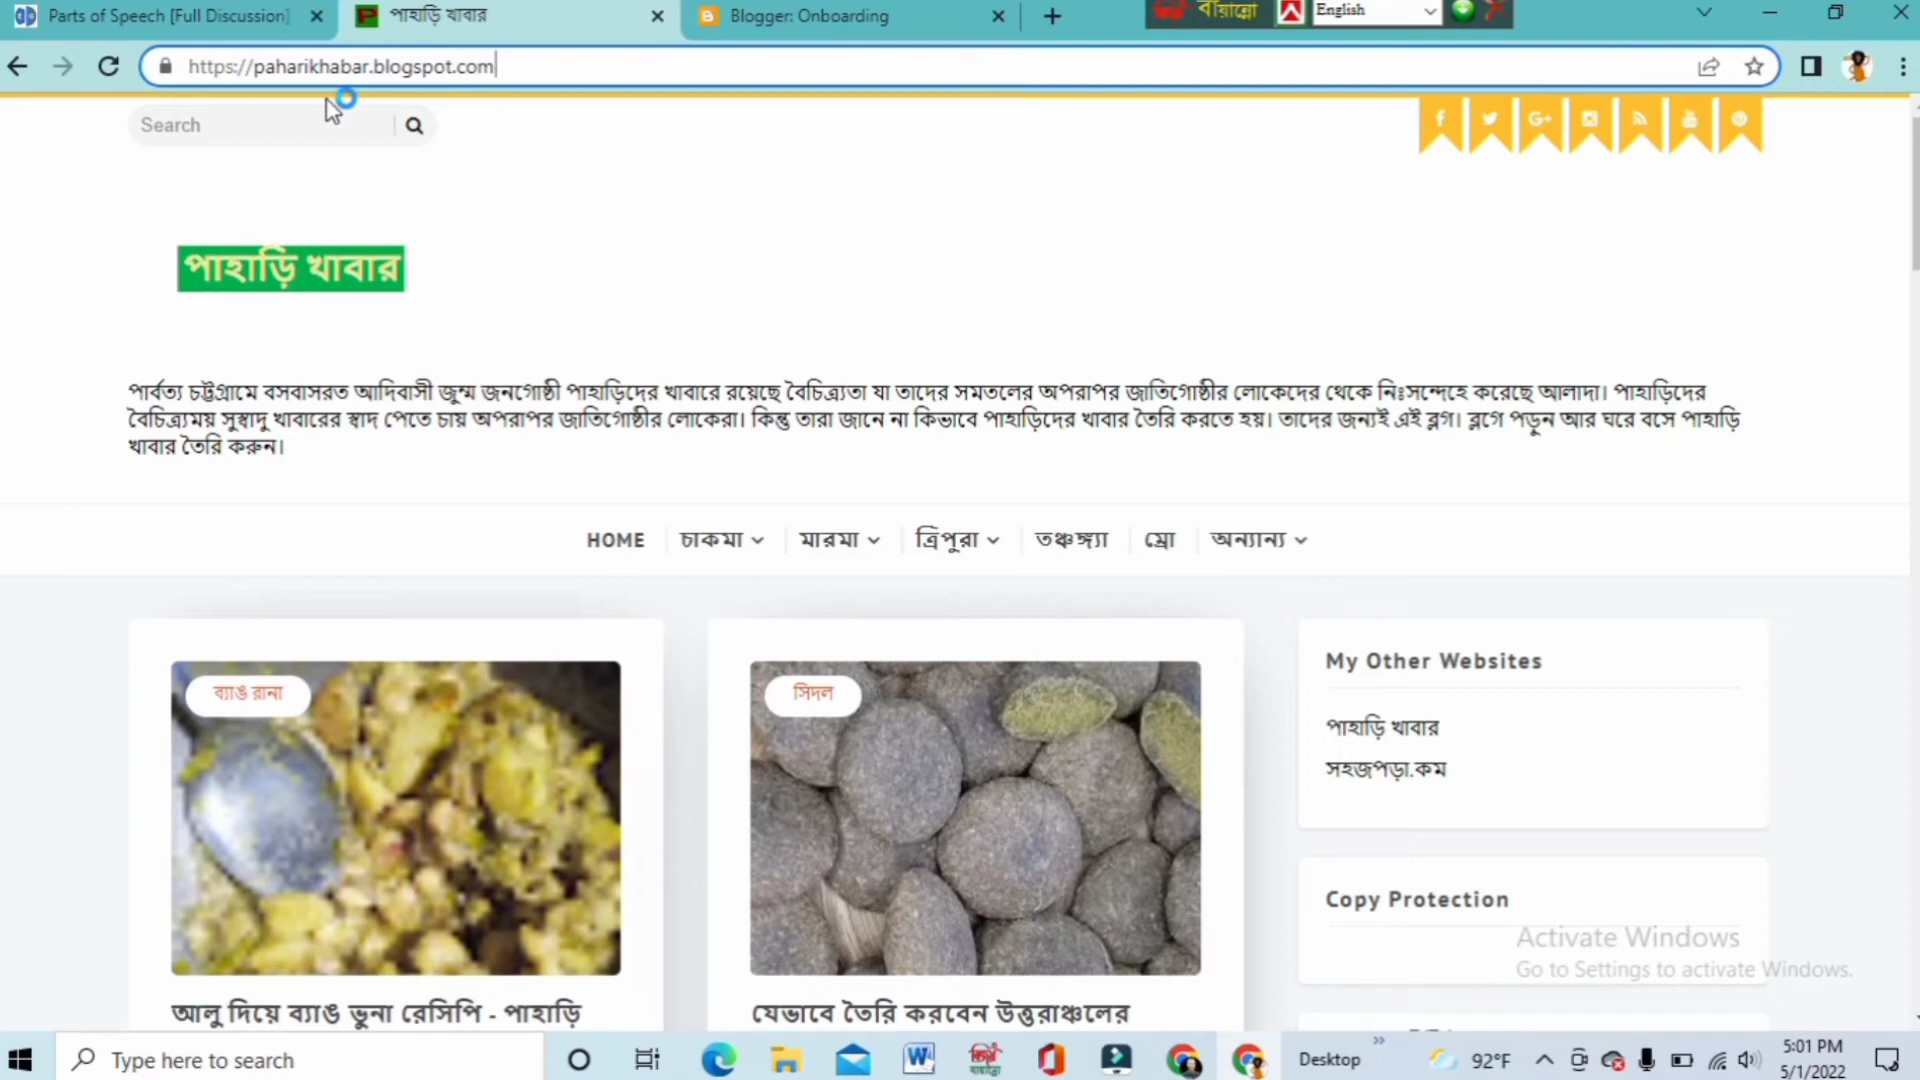 Parts of Speech [Full Discussion]
পাহাড়ি খাবার
Blogger: Onboarding
বায়ান্নো
English
https://paharikhabar.blogspot.com
Search
পাহাড়ি খাবার
পার্বত্য চট্টগ্রামে বসবাসরত আদিবাসী জুম্ম জনগোষ্ঠী পাহাড়িদের খাবারে রয়েছে বৈচিত্র্যতা যা তাদের সমতলের অপরাপর জাতিগোষ্ঠীর লোকেদের থেকে নিঃসন্দেহে করেছে আলাদা। পাহাড়িদের
বৈচিত্র্যময় সুস্বাদু খাবারের স্বাদ পেতে চায় অপরাপর জাতিগোষ্ঠীর লোকেরা। কিন্তু তারা জানে না কিভাবে পাহাড়িদের খাবার তৈরি করতে হয়। তাদের জন্যই এই ব্লগ। ব্লগে পড়ুন আর ঘরে বসে পাহাড়ি
খাবার তৈরি করুন।
HOME চাকমা মারমা ত্রিপুরা তঞ্চঙ্গ্যা ম্রো অন্যান্য
ব্যাঙ রান্না
সিদল
My Other Websites
পাহাড়ি খাবার
সহজপড়া.কম
Copy Protection
Activate Windows
Go to Settings to activate Windows.
আলু দিয়ে ব্যাঙ ভুনা রেসিপি - পাহাড়ি
যেভাবে তৈরি করবেন উত্তরাঞ্চলের
Type here to search
Desktop
92°F
5:01 PM
5/1/2022